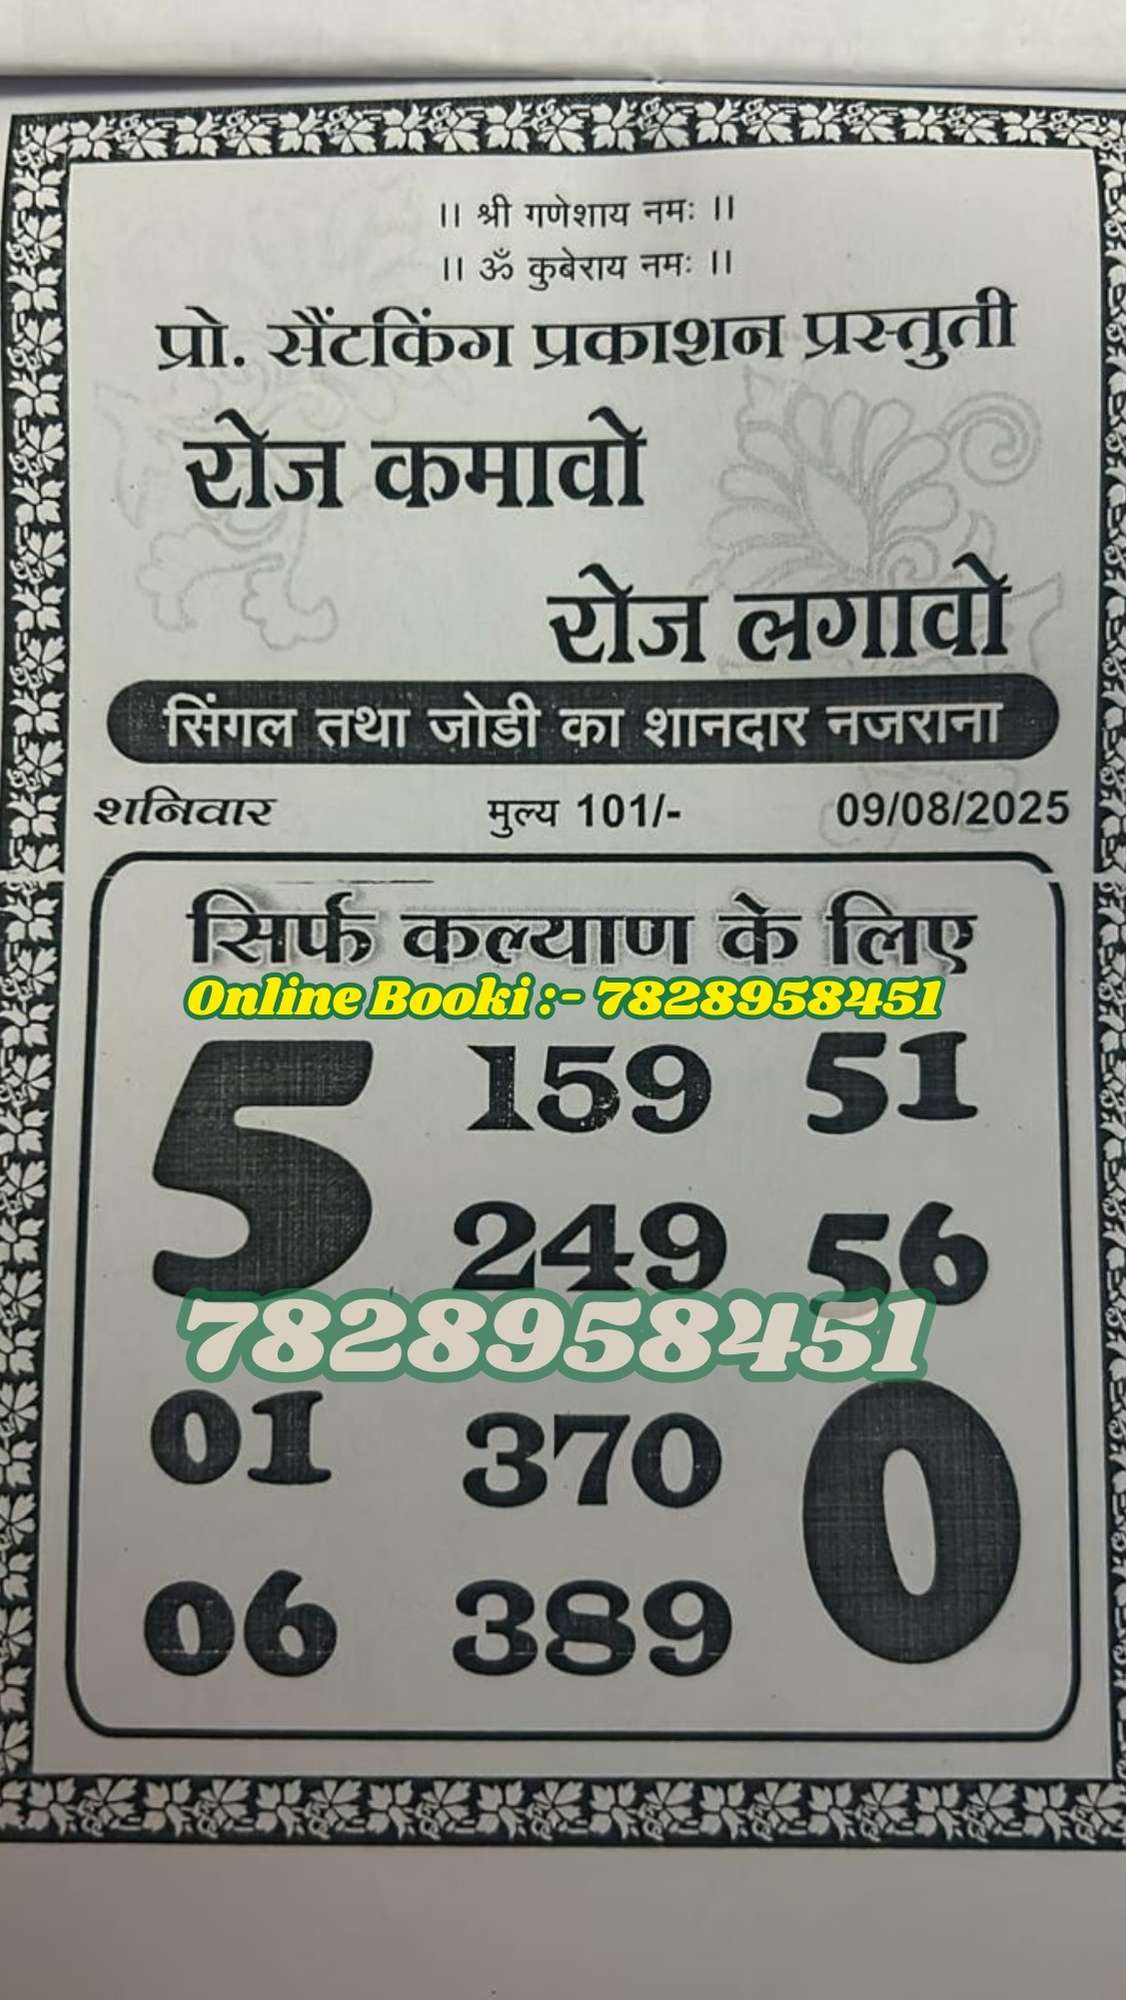 ।। श्री गणेशाय नमः ।।
।। ॐ कुबेराय नमः ।।
प्रो. सैंटकिंग प्रकाशन प्रस्तुती
रोज कमावो
रोज लगावो
सिंगल तथा जोडी का शानदार नजराना
शनिवार मुल्य 101/- 09/08/2025
सिर्फ कल्याण के लिए
Online Booki :- 7828958451
5 159 51
249 56
7828958451
01 370 0
06 389